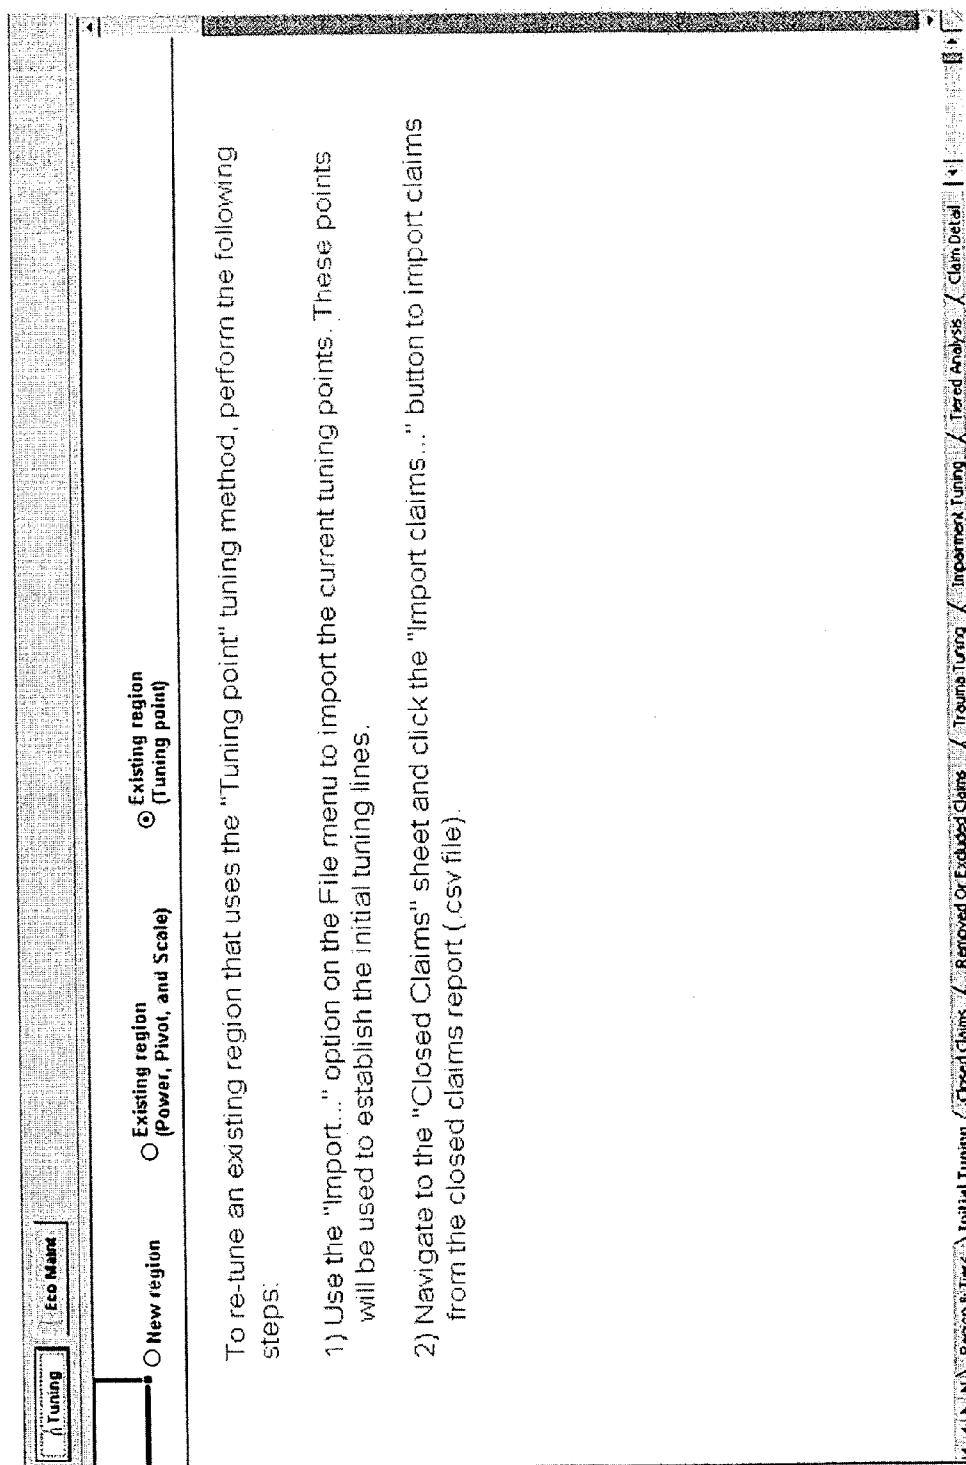 Tuning
Eco Maint
New region
Existing region
(Power, Pivot, and Scale)
Existing region
(Tuning point)
To re-tune an existing region that uses the "Tuning point" tuning method, perform the following
steps:
1) Use the "Import..." option on the File menu to import the current tuning points. These points
will be used to establish the initial tuning lines.
2) Navigate to the "Closed Claims" sheet and click the "Import claims..." button to import claims
from the closed claims report (.csv file).
Initial Tuning / Closed Claims / Removed Or Excluded Claims / Trauma Tuning / Impairment Tuning / Tiered Analysis / Claim Detail